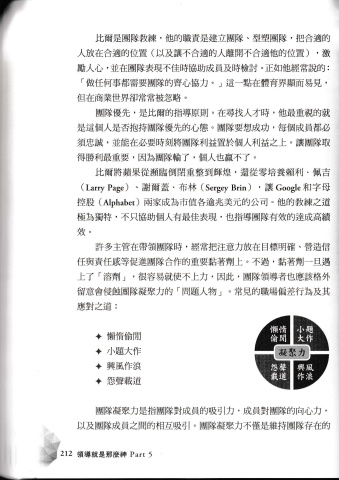 比爾是團隊教練，他的職責是建立團隊、型塑團隊，把合適的
人放在合適的位置（以及讓不合適的人離開不合適他的位置），激
勵人心，並在團隊表現不佳時協助成員及時檢討。正如他經常說的：
「做任何事都需要團隊的齊心協力。」這一點在體育界顯而易見，
但在商業世界卻常常被忽略。
團隊優先，是比爾的指導原則。在尋找人才時，他最重視的就
是這個人是否抱持團隊優先的心態。團隊要想成功，每個成員都必
須忠誠，並能在必要時刻將團隊利益置於個人利益之上。讓團隊取
得勝利最重要，因為團隊輸了，個人也贏不了。
比爾將蘋果從瀕臨倒閉重整到輝煌，還從零培養賴利．佩吉
（Larry Page）、謝爾蓋．布林（Sergey Brin），讓 Google 和字母
控股（Alphabet）兩家成為市值各逾兆美元的公司。他的教練之道
極為獨特，不只協助個人有最佳表現，也指導團隊有效的達成高績
效。
許多主管在帶領團隊時，經常把注意力放在目標明確、營造信
任與責任感等促進團隊合作的重要黏著劑上。不過，黏著劑一旦遇
上了「溶劑」，很容易就使不上力，因此，團隊領導者也應該格外
留意會侵蝕團隊凝聚力的「問題人物」。常見的職場偏差行為及其
應對之道：
✦ 懶惰偷閒
✦ 小題大作
✦ 興風作浪
✦ 怨聲載道
懶惰
偷閒
小題
大作
凝聚力
怨聲
載道
興風
作浪
團隊凝聚力是指團隊對成員的吸引力，成員對團隊的向心力，
以及團隊成員之間的相互吸引。團隊凝聚力不僅是維持團隊存在的
212 領導就是那麼神 Part 5